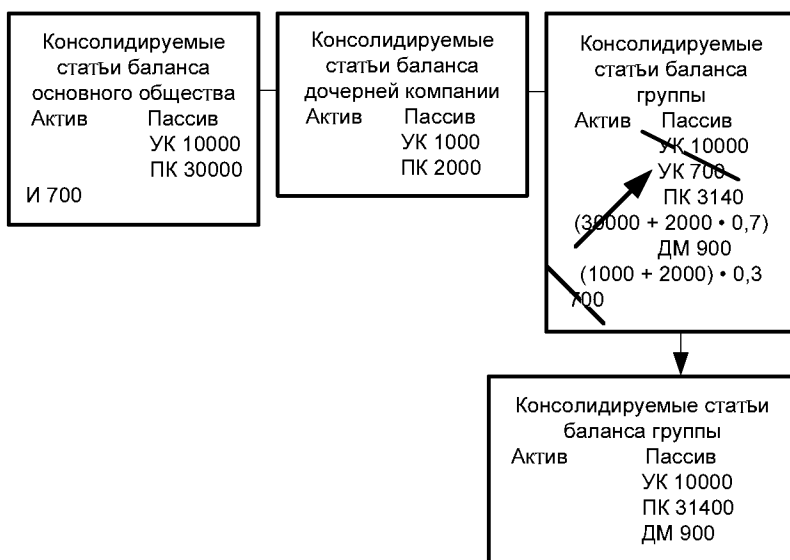 Консолидируемые
статьи баланса
основного общества
Актив Пассив
УК 10000
ПК 30000
И 700
Консолидируемые
статьи баланса
дочерней компании
Актив Пассив
УК 1000
ПК 2000
Консолидируемые
статьи баланса
группы
Актив Пассив
УК 10000
УК 700
ПК 3140
(30000 + 2000 • 0,7)
ДМ 900
(1000 + 2000) • 0,3
700
Консолидируемые статьи
баланса группы
Актив Пассив
УК 10000
ПК 31400
ДМ 900